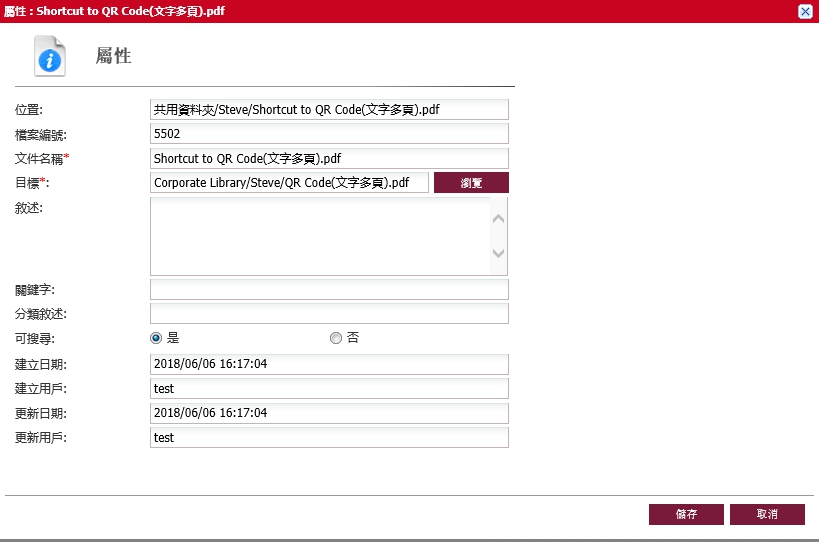 屬性 : Shortcut to QR Code(文字多頁).pdf
屬性
位置: 共用資料夾/Steve/Shortcut to QR Code(文字多頁).pdf
檔案編號: 5502
文件名稱* Shortcut to QR Code(文字多頁).pdf
目標*: Corporate Library/Steve/QR Code(文字多頁).pdf 瀏覽
敘述:
關鍵字:
分類敘述:
可搜尋: 是 否
建立日期: 2018/06/06 16:17:04
建立用戶: test
更新日期: 2018/06/06 16:17:04
更新用戶: test
儲存 取消